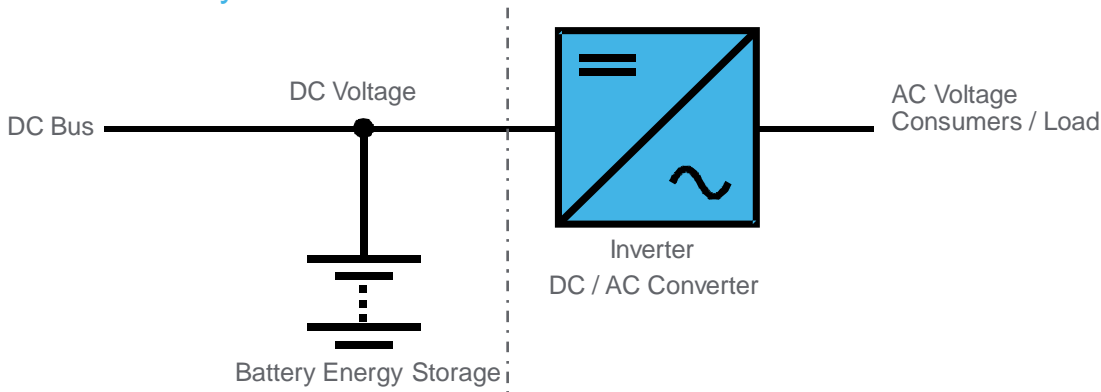 DC Voltage
DC Bus
AC Voltage
Consumers / Load
Inverter
DC / AC Converter
Battery Energy Storage